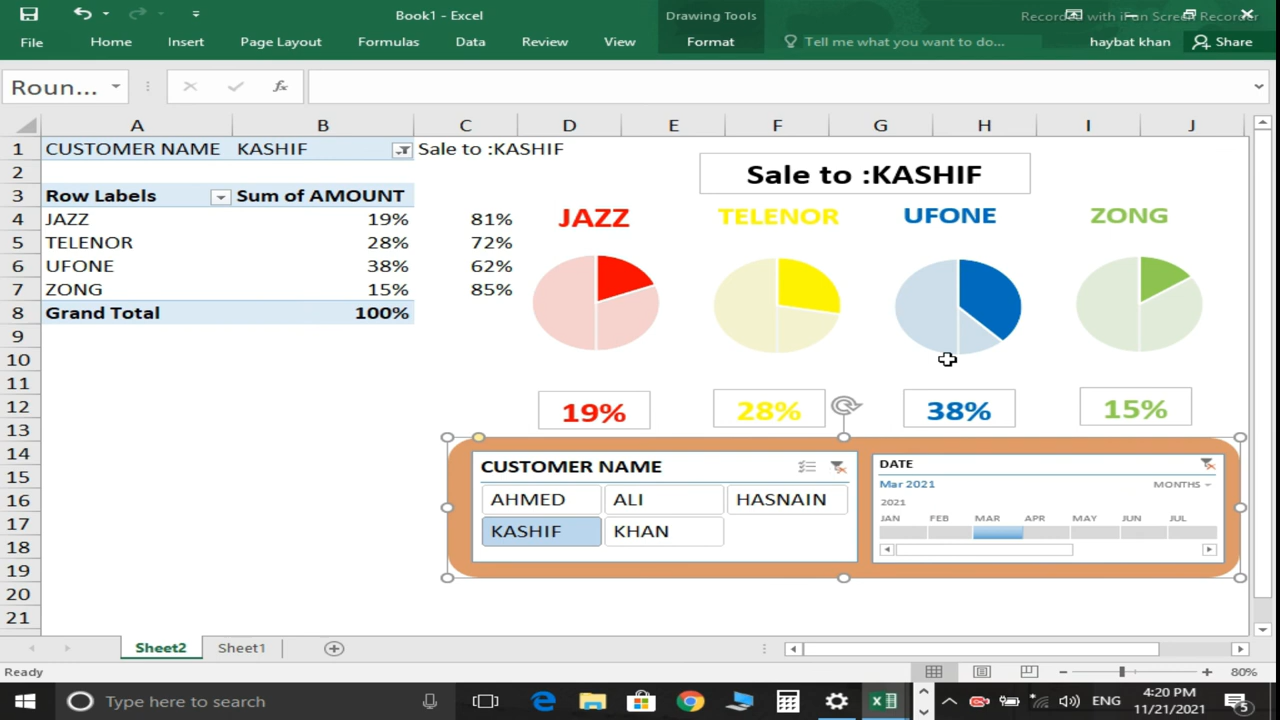 Book1 - Excel
Drawing Tools
Recorded with iFun Screen Recorder
File Home Insert Page Layout Formulas Data Review View Format Tell me what you want to do... haybat khan Share
Roun... fx
A B C D E F G H I J
1 CUSTOMER NAME KASHIF Sale to :KASHIF
Sale to :KASHIF
2
3 Row Labels Sum of AMOUNT
JAZZ TELENOR UFONE ZONG
4 JAZZ 19% 81%
5 TELENOR 28% 72%
6 UFONE 38% 62%
7 ZONG 15% 85%
8 Grand Total 100%
9
10
11
12
19% 28% 38% 15%
13
14
CUSTOMER NAME
AHMED ALI HASNAIN
KASHIF KHAN
DATE
Mar 2021 MONTHS
2021
JAN FEB MAR APR MAY JUN JUL
15
16
17
18
19
20
21
Sheet2 Sheet1
Ready 80%
Type here to search
ENG
4:20 PM
11/21/2021
5